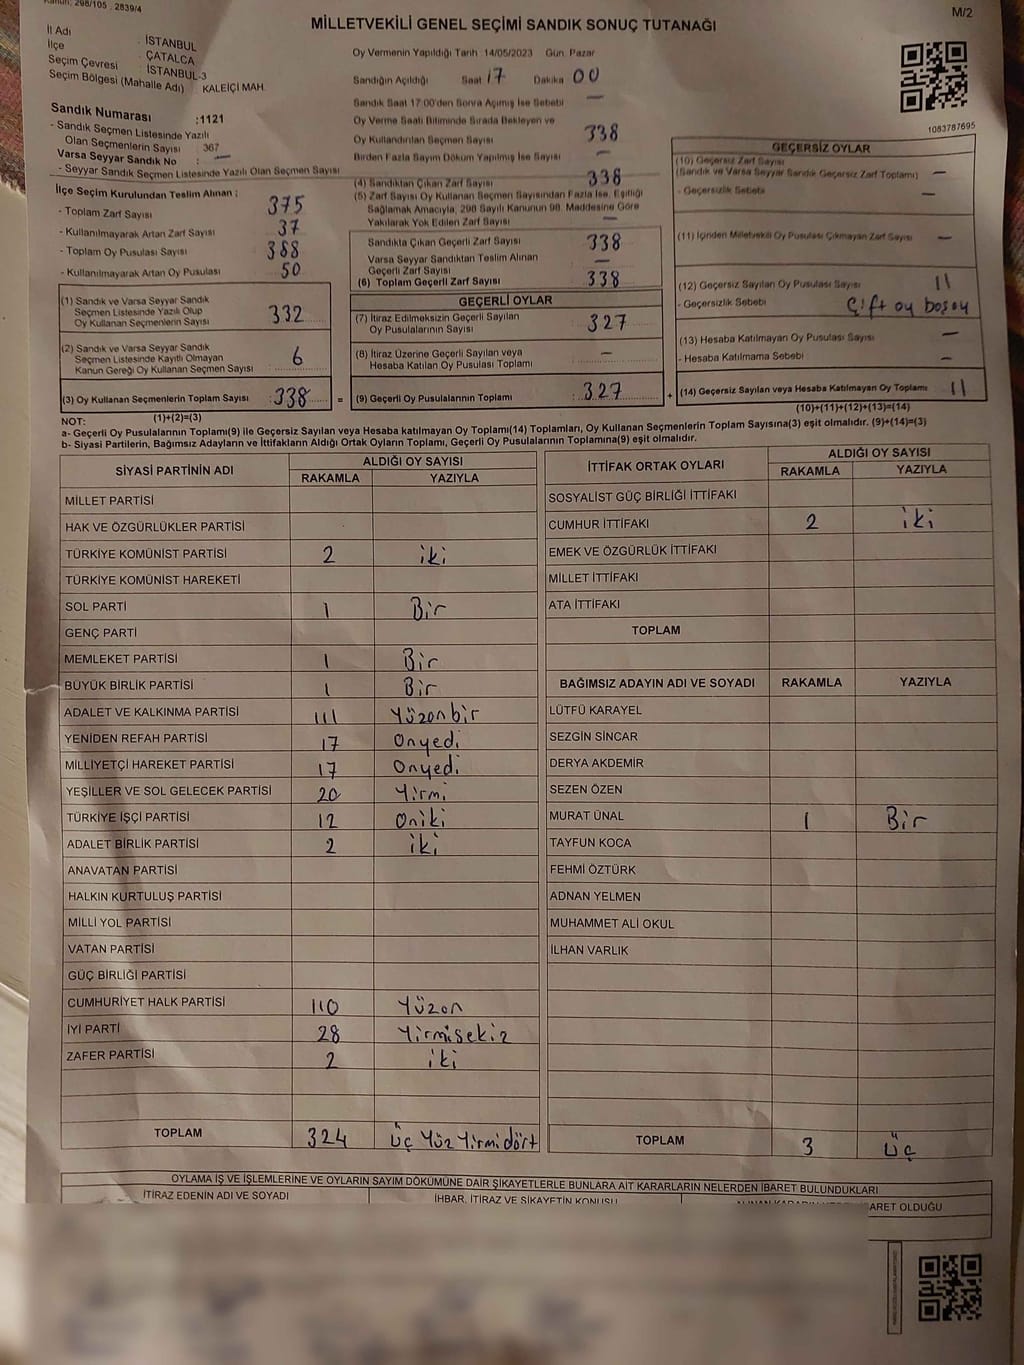 Kanun: 298/105 . 2839/4
M/2
MİLLETVEKİLİ GENEL SEÇİMİ SANDIK SONUÇ TUTANAĞI
İl Adı : İSTANBUL
İlçe : ÇATALCA
Seçim Çevresi : İSTANBUL-3
Seçim Bölgesi (Mahalle Adı) : KALEİÇİ MAH.
Oy Vermenin Yapıldığı Tarih 14/05/2023 Gün: Pazar
Sandığın Açıldığı Saat 17 Dakika 00
Sandık Saat 17:00'den Sonra Açımış İse Sebebi —
Oy Verme Saati Bitiminde Sırada Bekleyen ve
Oy Kullandırılan Seçmen Sayısı 338
Birden Fazla Sayım Döküm Yapılmış İse Sayısı —
Sandık Numarası :1121
- Sandık Seçmen Listesinde Yazılı
Olan Seçmenlerin Sayısı 367
Varsa Seyyar Sandık No : —
- Seyyar Sandık Seçmen Listesinde Yazılı Olan Seçmen Sayısı
1083787695
İlçe Seçim Kurulundan Teslim Alınan :
- Toplam Zarf Sayısı 375
- Kullanılmayarak Artan Zarf Sayısı 37
- Toplam Oy Pusulası Sayısı 388
- Kullanılmayarak Artan Oy Pusulası 50
(1) Sandık ve Varsa Seyyar Sandık
Seçmen Listesinde Yazılı Olup
Oy Kullanan Seçmenlerin Sayısı 332
(2) Sandık ve Varsa Seyyar Sandık
Seçmen Listesinde Kayıtlı Olmayan
Kanun Gereği Oy Kullanan Seçmen Sayısı 6
(3) Oy Kullanan Seçmenlerin Toplam Sayısı :338
(4) Sandıktan Çıkan Zarf Sayısı 338
(5) Zarf Sayısı Oy Kullanan Seçmen Sayısından Fazla İse, Eşitliği
Sağlamak Amacıyla, 298 Sayılı Kanunun 98. Maddesine Göre
Yakılarak Yok Edilen Zarf Sayısı —
Sandıkta Çıkan Geçerli Zarf Sayısı 338
Varsa Seyyar Sandıktan Teslim Alınan
Geçerli Zarf Sayısı —
(6) Toplam Geçerli Zarf Sayısı 338
GEÇERLİ OYLAR
(7) İtiraz Edilmeksizin Geçerli Sayılan
Oy Pusulalarının Sayısı 327
(8) İtiraz Üzerine Geçerli Sayılan veya
Hesaba Katılan Oy Pusulası Toplamı —
= (9) Geçerli Oy Pusulalarının Toplamı : 327
GEÇERSİZ OYLAR
(10) Geçersiz Zarf Sayısı
(Sandık ve Varsa Seyyar Sandık Geçersiz Zarf Toplamı) —
- Geçersizlik Sebebi —
(11) İçinden Milletvekili Oy Pusulası Çıkmayan Zarf Sayısı —
(12) Geçersiz Sayılan Oy Pusulası Sayısı 11
- Geçersizlik Sebebi Çift oy boşoy
(13) Hesaba Katılmayan Oy Pusulası Sayısı —
- Hesaba Katılmama Sebebi —
+ (14) Geçersiz Sayılan veya Hesaba Katılmayan Oy Toplamı 11
NOT: (1)+(2)=(3)
(10)+(11)+(12)+(13)=(14)
a- Geçerli Oy Pusulalarının Toplamı(9) ile Geçersiz Sayılan veya Hesaba katılmayan Oy Toplamı(14) Toplamları, Oy Kullanan Seçmenlerin Toplam Sayısına(3) eşit olmalıdır. (9)+(14)=(3)
b- Siyasi Partilerin, Bağımsız Adayların ve İttifakların Aldığı Ortak Oyların Toplamı, Geçerli Oy Pusulalarının Toplamına(9) eşit olmalıdır.
SİYASİ PARTİNİN ADI ALDIĞI OY SAYISI
RAKAMLA YAZIYLA
MİLLET PARTİSİ
HAK VE ÖZGÜRLÜKLER PARTİSİ
TÜRKİYE KOMÜNİST PARTİSİ 2 iki
TÜRKİYE KOMÜNİST HAREKETİ
SOL PARTİ 1 Bir
GENÇ PARTİ
MEMLEKET PARTİSİ 1 Bir
BÜYÜK BİRLİK PARTİSİ 1 Bir
ADALET VE KALKINMA PARTİSİ 111 Yüzonbir
YENİDEN REFAH PARTİSİ 17 Onyedi
MİLLİYETÇİ HAREKET PARTİSİ 17 Onyedi
YEŞİLLER VE SOL GELECEK PARTİSİ 20 Yirmi
TÜRKİYE İŞÇİ PARTİSİ 12 Oniki
ADALET BİRLİK PARTİSİ 2 iki
ANAVATAN PARTİSİ
HALKIN KURTULUŞ PARTİSİ
MİLLİ YOL PARTİSİ
VATAN PARTİSİ
GÜÇ BİRLİĞİ PARTİSİ
CUMHURİYET HALK PARTİSİ 110 Yüzon
İYİ PARTİ 28 Yirmisekiz
ZAFER PARTİSİ 2 iki
TOPLAM 324 Üç Yüz Yirmidört
İTTİFAK ORTAK OYLARI ALDIĞI OY SAYISI
RAKAMLA YAZIYLA
SOSYALİST GÜÇ BİRLİĞİ İTTİFAKI
CUMHUR İTTİFAKI 2 iki
EMEK VE ÖZGÜRLÜK İTTİFAKI
MİLLET İTTİFAKI
ATA İTTİFAKI
TOPLAM
BAĞIMSIZ ADAYIN ADI VE SOYADI RAKAMLA YAZIYLA
LÜTFÜ KARAYEL
SEZGİN SİNCAR
DERYA AKDEMİR
SEZEN ÖZEN
MURAT ÜNAL 1 Bir
TAYFUN KOCA
FEHMİ ÖZTÜRK
ADNAN YELMEN
MUHAMMET ALİ OKUL
İLHAN VARLIK
TOPLAM 3 Üç
OYLAMA İŞ VE İŞLEMLERİNE VE OYLARIN SAYIM DÖKÜMÜNE DAİR ŞİKAYETLERLE BUNLARA AİT KARARLARIN NELERDEN İBARET BULUNDUKLARI
İTİRAZ EDENİN ADI VE SOYADI İHBAR, İTİRAZ VE ŞİKAYETİN KONUSU